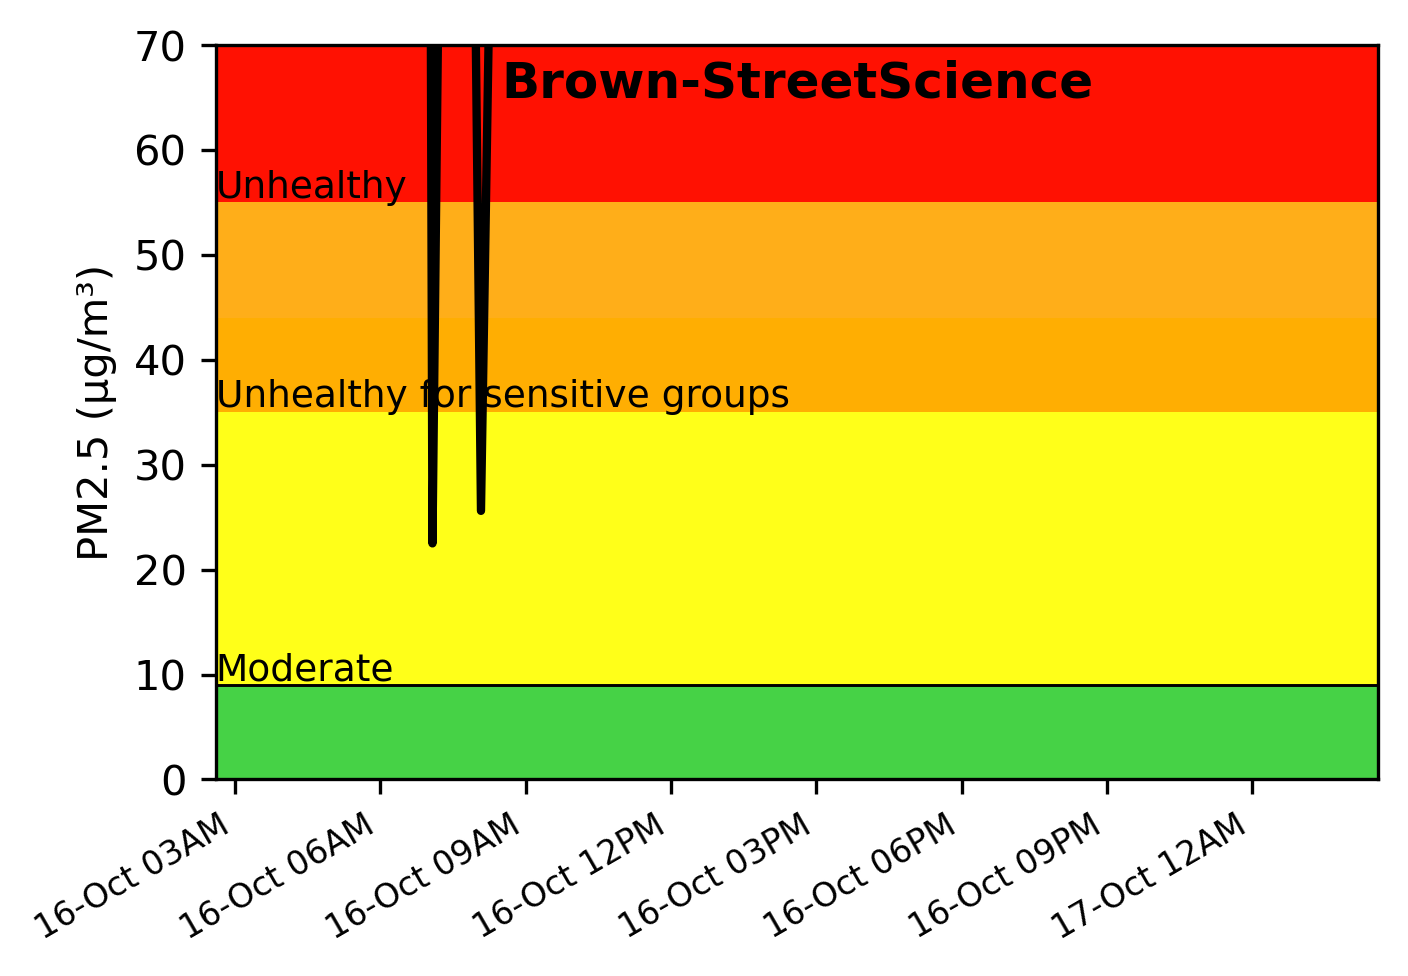 Brown-StreetScience
PM2.5 (µg/m³)
70
60
50
40
30
20
10
0
Unhealthy
Unhealthy for sensitive groups
Moderate
16-Oct 03AM
16-Oct 06AM
16-Oct 09AM
16-Oct 12PM
16-Oct 03PM
16-Oct 06PM
16-Oct 09PM
17-Oct 12AM